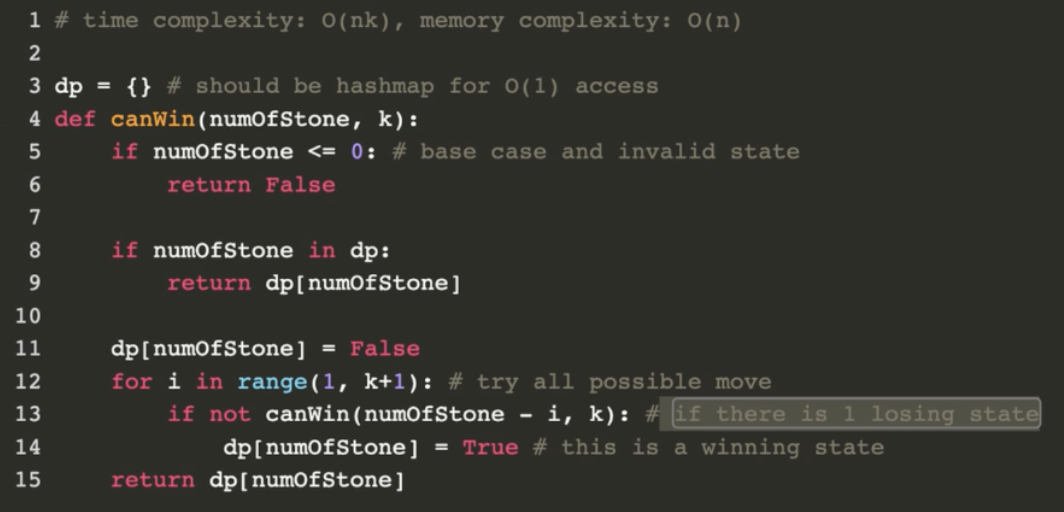 1 # time complexity: O(nk), memory complexity: O(n)
2
3 dp = {} # should be hashmap for O(1) access
4 def canWin(numOfStone, k):
5     if numOfStone <= 0: # base case and invalid state
6         return False
7
8     if numOfStone in dp:
9         return dp[numOfStone]
10
11     dp[numOfStone] = False
12     for i in range(1, k+1): # try all possible move
13         if not canWin(numOfStone - i, k): # if there is 1 losing state
14             dp[numOfStone] = True # this is a winning state
15     return dp[numOfStone]